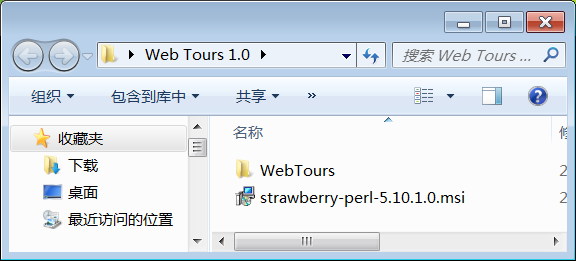 Web Tours 1.0
搜索 Web Tours ...
组织 包含到库中 共享 »
收藏夹
下载
桌面
最近访问的位置
名称
WebTours
strawberry-perl-5.10.1.0.msi